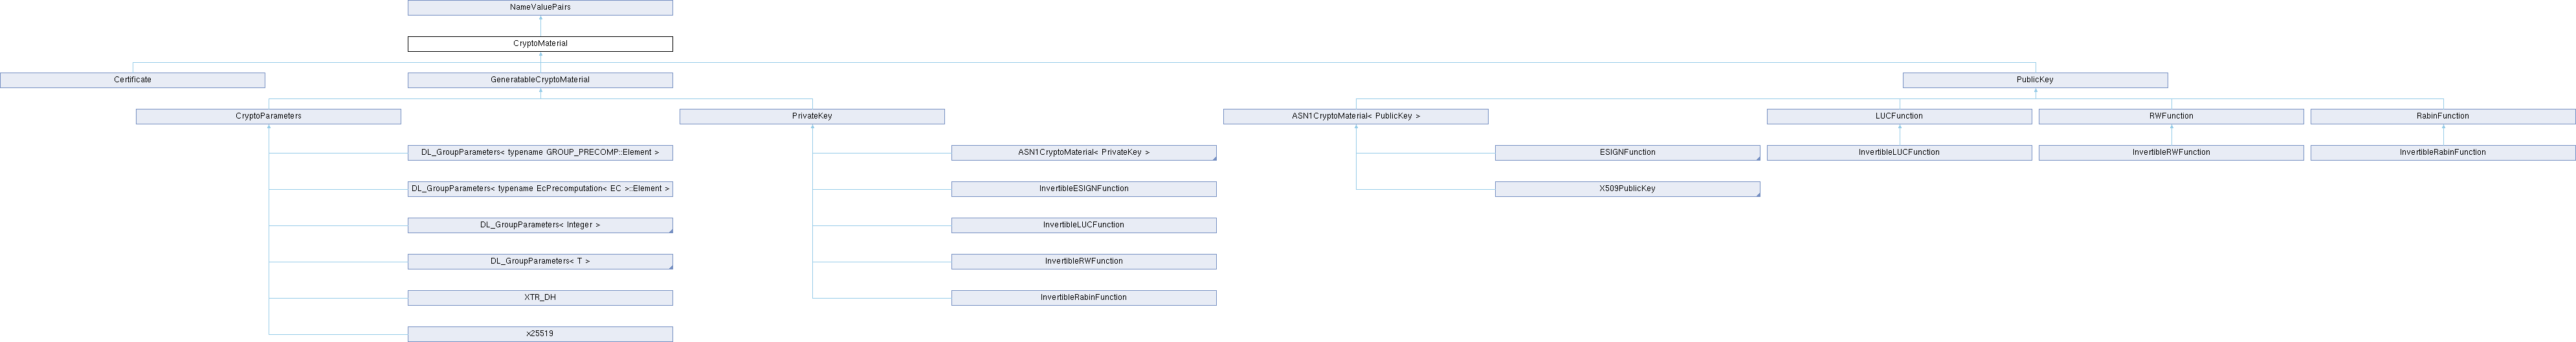 NameValuePairs
CryptoMaterial
Certificate
GeneratableCryptoMaterial
PublicKey
CryptoParameters
PrivateKey
ASN1CryptoMaterial< PublicKey >
LUCFunction
RWFunction
RabinFunction
DL_GroupParameters< typename GROUP_PRECOMP::Element >
ASN1CryptoMaterial< PrivateKey >
ESIGNFunction
InvertibleLUCFunction
InvertibleRWFunction
InvertibleRabinFunction
DL_GroupParameters< typename EcPrecomputation< EC >::Element >
InvertibleESIGNFunction
X509PublicKey
DL_GroupParameters< Integer >
InvertibleLUCFunction
DL_GroupParameters< T >
InvertibleRWFunction
XTR_DH
InvertibleRabinFunction
x25519